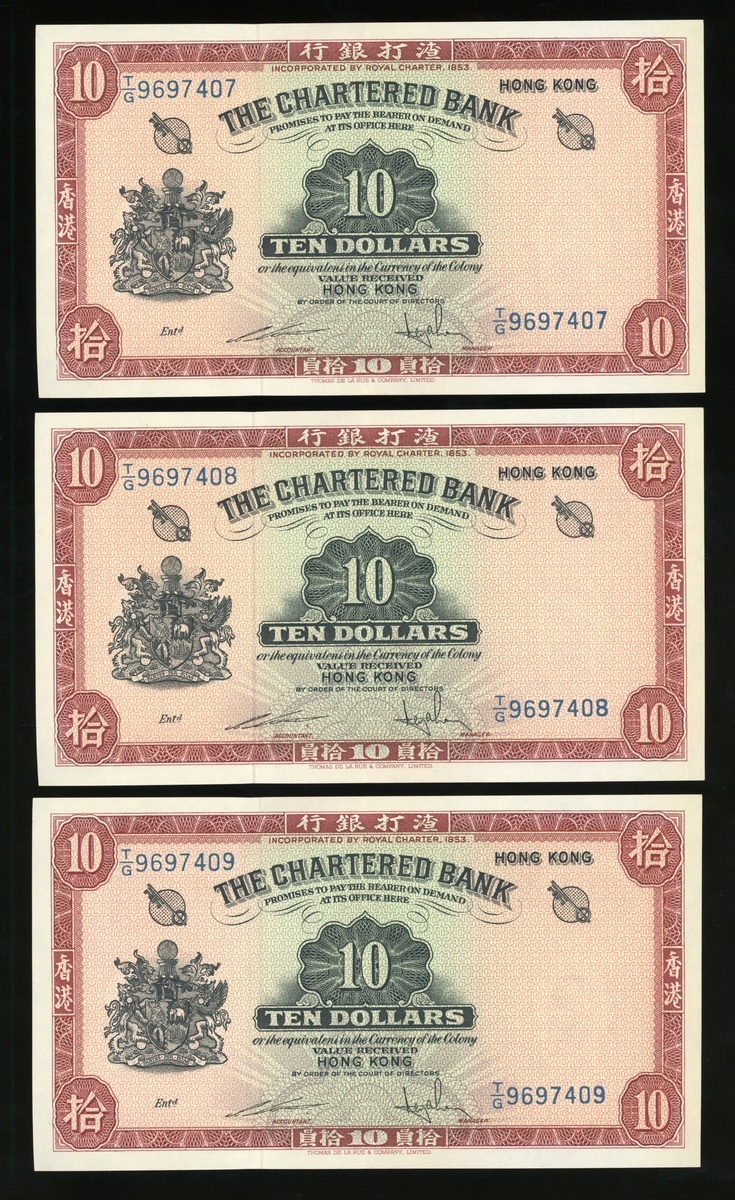 行銀打渣
INCORPORATED BY ROYAL CHARTER, 1853.
10 T/G 9697407 HONG KONG 拾
THE CHARTERED BANK
PROMISES TO PAY THE BEARER ON DEMAND
AT ITS OFFICE HERE
10
香港 香港
TEN DOLLARS
or the equivalent in the Currency of the Colony
VALUE RECEIVED
HONG KONG
BY ORDER OF THE COURT OF DIRECTORS
T/G 9697407
拾 Entd 10
ACCOUNTANT. MANAGER.
員拾 10 員拾
THOMAS DE LA RUE & COMPANY, LIMITED.
行銀打渣
INCORPORATED BY ROYAL CHARTER, 1853.
10 T/G 9697408 HONG KONG 拾
THE CHARTERED BANK
PROMISES TO PAY THE BEARER ON DEMAND
AT ITS OFFICE HERE
10
香港 香港
TEN DOLLARS
or the equivalent in the Currency of the Colony
VALUE RECEIVED
HONG KONG
BY ORDER OF THE COURT OF DIRECTORS
T/G 9697408
拾 Entd 10
ACCOUNTANT. MANAGER.
員拾 10 員拾
THOMAS DE LA RUE & COMPANY, LIMITED.
行銀打渣
INCORPORATED BY ROYAL CHARTER, 1853.
10 T/G 9697409 HONG KONG 拾
THE CHARTERED BANK
PROMISES TO PAY THE BEARER ON DEMAND
AT ITS OFFICE HERE
10
香港 香港
TEN DOLLARS
or the equivalent in the Currency of the Colony
VALUE RECEIVED
HONG KONG
BY ORDER OF THE COURT OF DIRECTORS
T/G 9697409
拾 Entd 10
ACCOUNTANT. MANAGER.
員拾 10 員拾
THOMAS DE LA RUE & COMPANY, LIMITED.